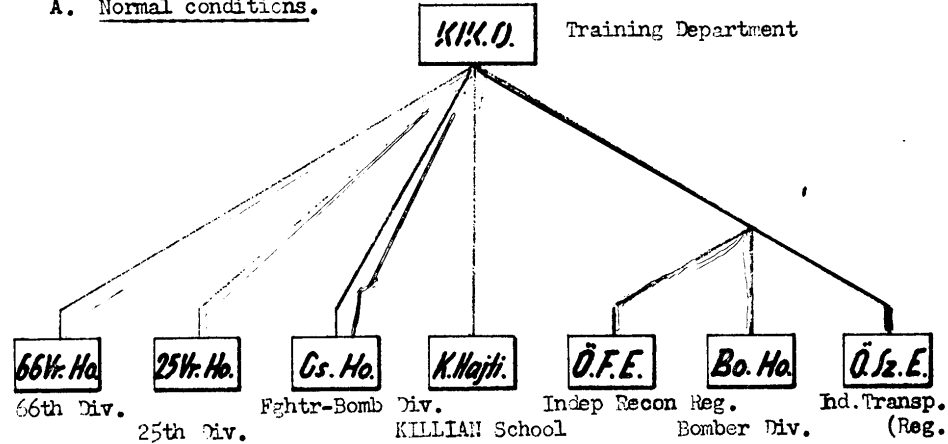 A. Normal conditions.
KIK.O. Training Department
66Vr. Ho. 25Vr. Ho. Cs. Ho. K.Hajti. Ö.F.E. Bo. Ho. Ö.Sz. E.
66th Div. Fghtr-Bomb Div. Indep Recon Reg. Ind.Transp.
25th Div. KILLIAN School Bomber Div. (Reg.